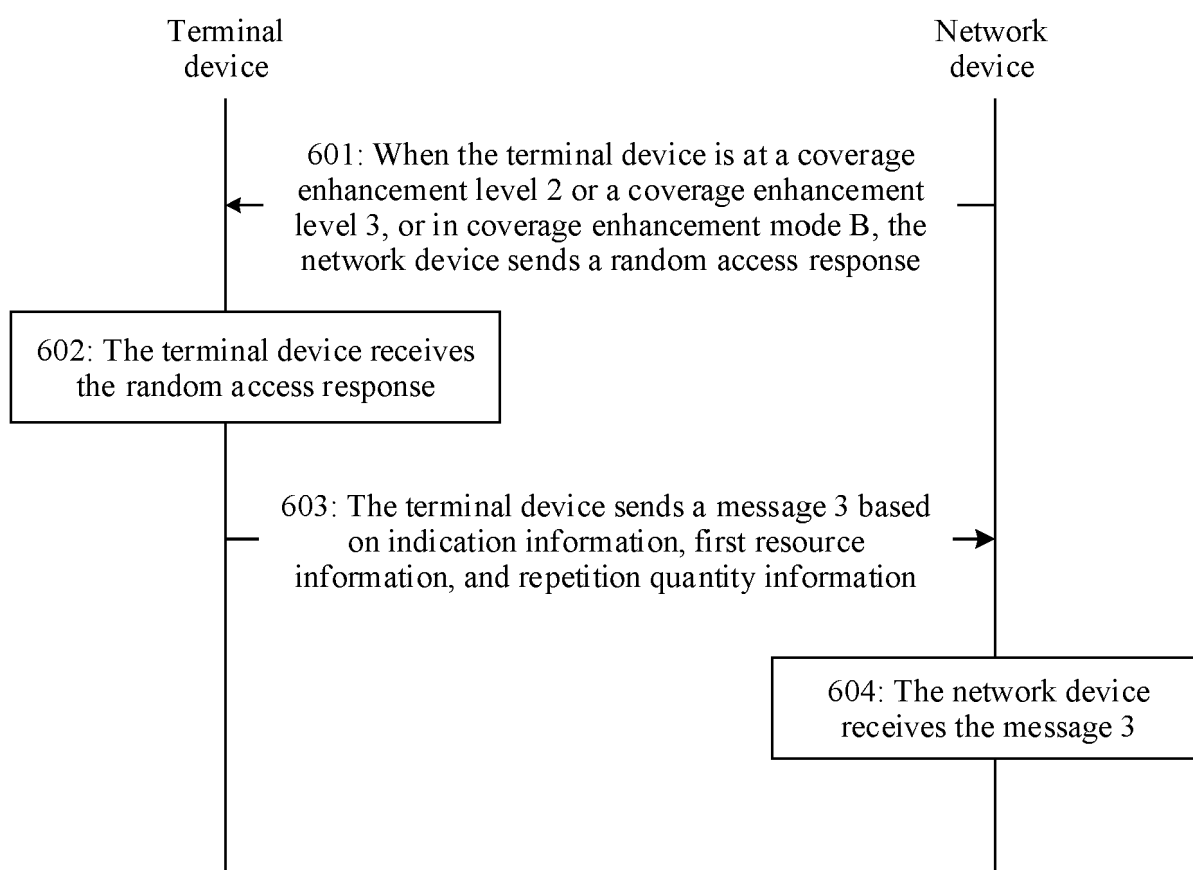 Terminal
device
Network
device
601: When the terminal device is at a coverage
enhancement level 2 or a coverage enhancement
level 3, or in coverage enhancement mode B, the
network device sends a random access response
602: The terminal device receives
the random access response
603: The terminal device sends a message 3 based
on indication information, first resource
information, and repetition quantity information
604: The network device
receives the message 3